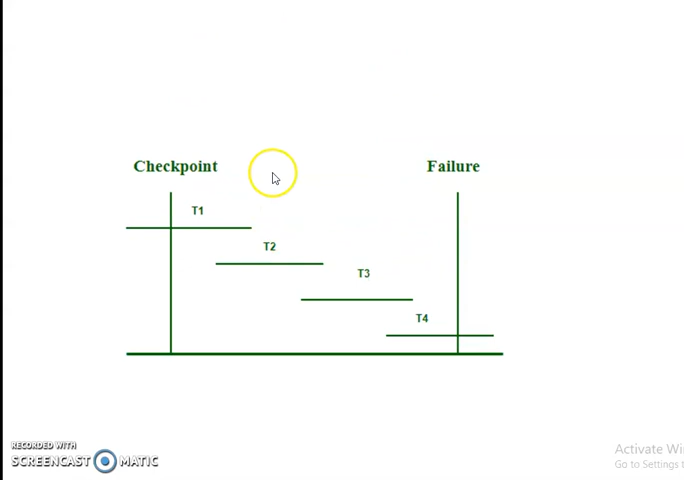 Checkpoint
Failure
T1
T2
T3
T4
RECORDED WITH
SCREENCAST MATIC
Activate Wi
Go to Settings t